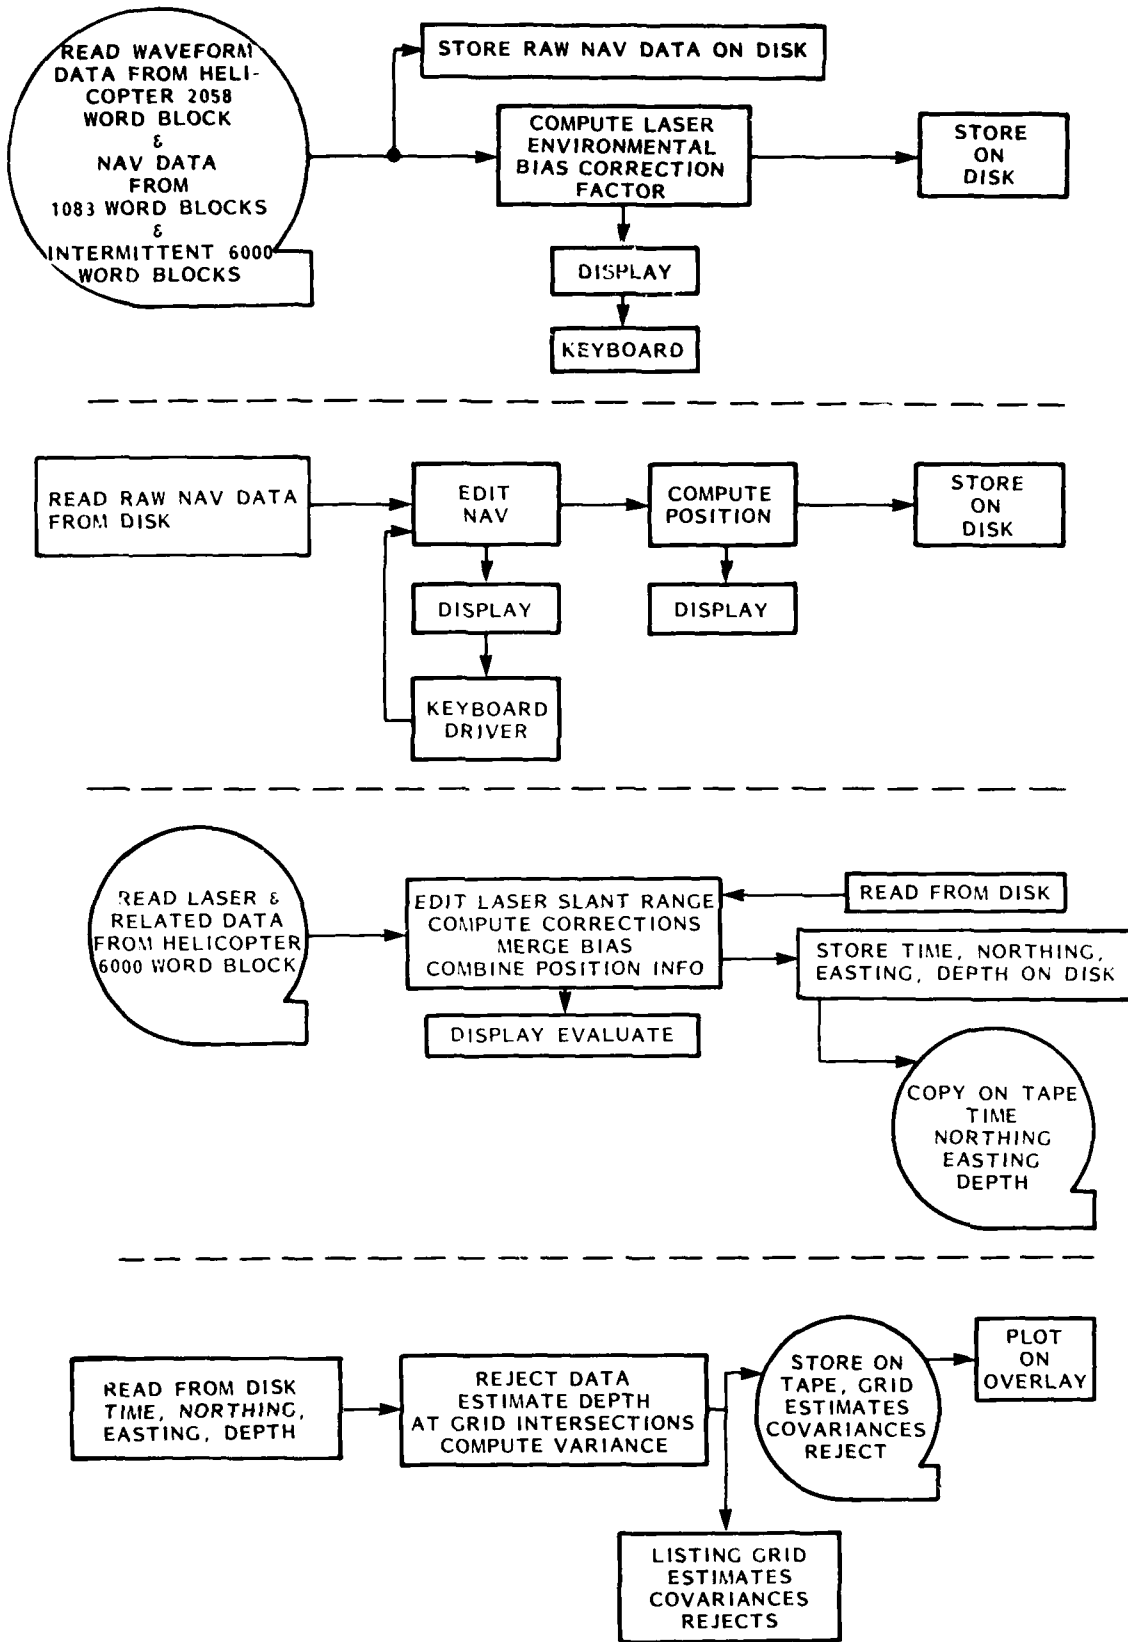 READ WAVEFORM
DATA FROM HELI-
COPTER 2058
WORD BLOCK
&
NAV DATA
FROM
1083 WORD BLOCKS
&
INTERMITTENT 6000
WORD BLOCKS
STORE RAW NAV DATA ON DISK
COMPUTE LASER
ENVIRONMENTAL
BIAS CORRECTION
FACTOR
STORE
ON
DISK
DISPLAY
KEYBOARD
READ RAW NAV DATA
FROM DISK
EDIT
NAV
COMPUTE
POSITION
STORE
ON
DISK
DISPLAY
DISPLAY
KEYBOARD
DRIVER
READ LASER &
RELATED DATA
FROM HELICOPTER
6000 WORD BLOCK
EDIT LASER SLANT RANGE
COMPUTE CORRECTIONS
MERGE BIAS
COMBINE POSITION INFO
READ FROM DISK
STORE TIME, NORTHING,
EASTING, DEPTH ON DISK
DISPLAY EVALUATE
COPY ON TAPE
TIME
NORTHING
EASTING
DEPTH
READ FROM DISK
TIME, NORTHING,
EASTING, DEPTH
REJECT DATA
ESTIMATE DEPTH
AT GRID INTERSECTIONS
COMPUTE VARIANCE
STORE ON
TAPE, GRID
ESTIMATES
COVARIANCES
REJECT
PLOT
ON
OVERLAY
LISTING GRID
ESTIMATES
COVARIANCES
REJECTS